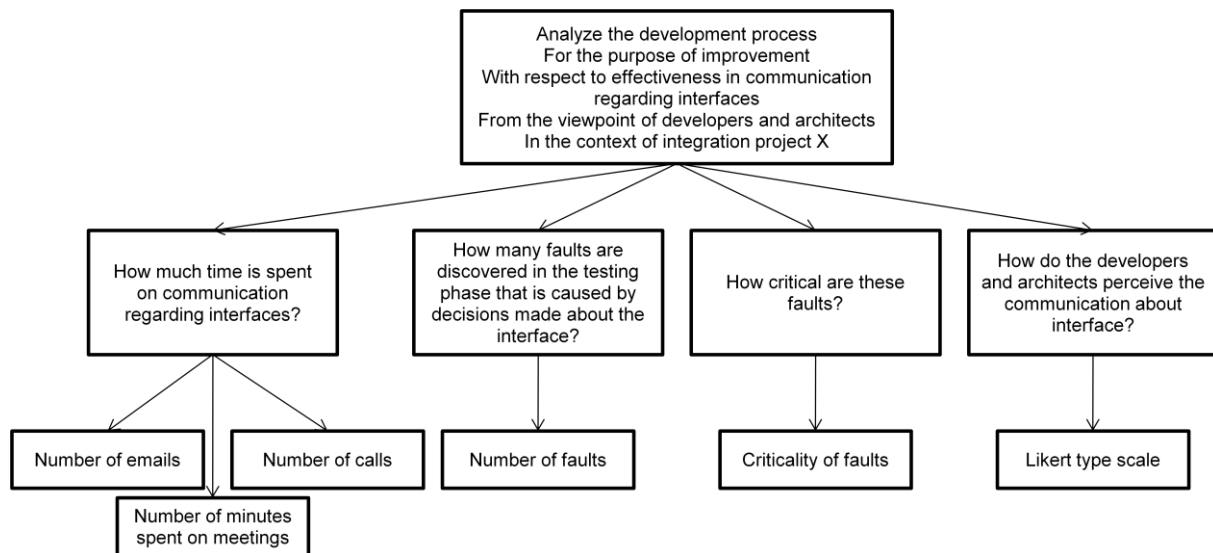 Analyze the development process
For the purpose of improvement
With respect to effectiveness in communication
regarding interfaces
From the viewpoint of developers and architects
In the context of integration project X
How much time is spent
on communication
regarding interfaces?
How many faults are
discovered in the testing
phase that is caused by
decisions made about the
interface?
How critical are these
faults?
How do the developers
and architects perceive the
communication about
interface?
Number of emails
Number of calls
Number of faults
Criticality of faults
Likert type scale
Number of minutes
spent on meetings